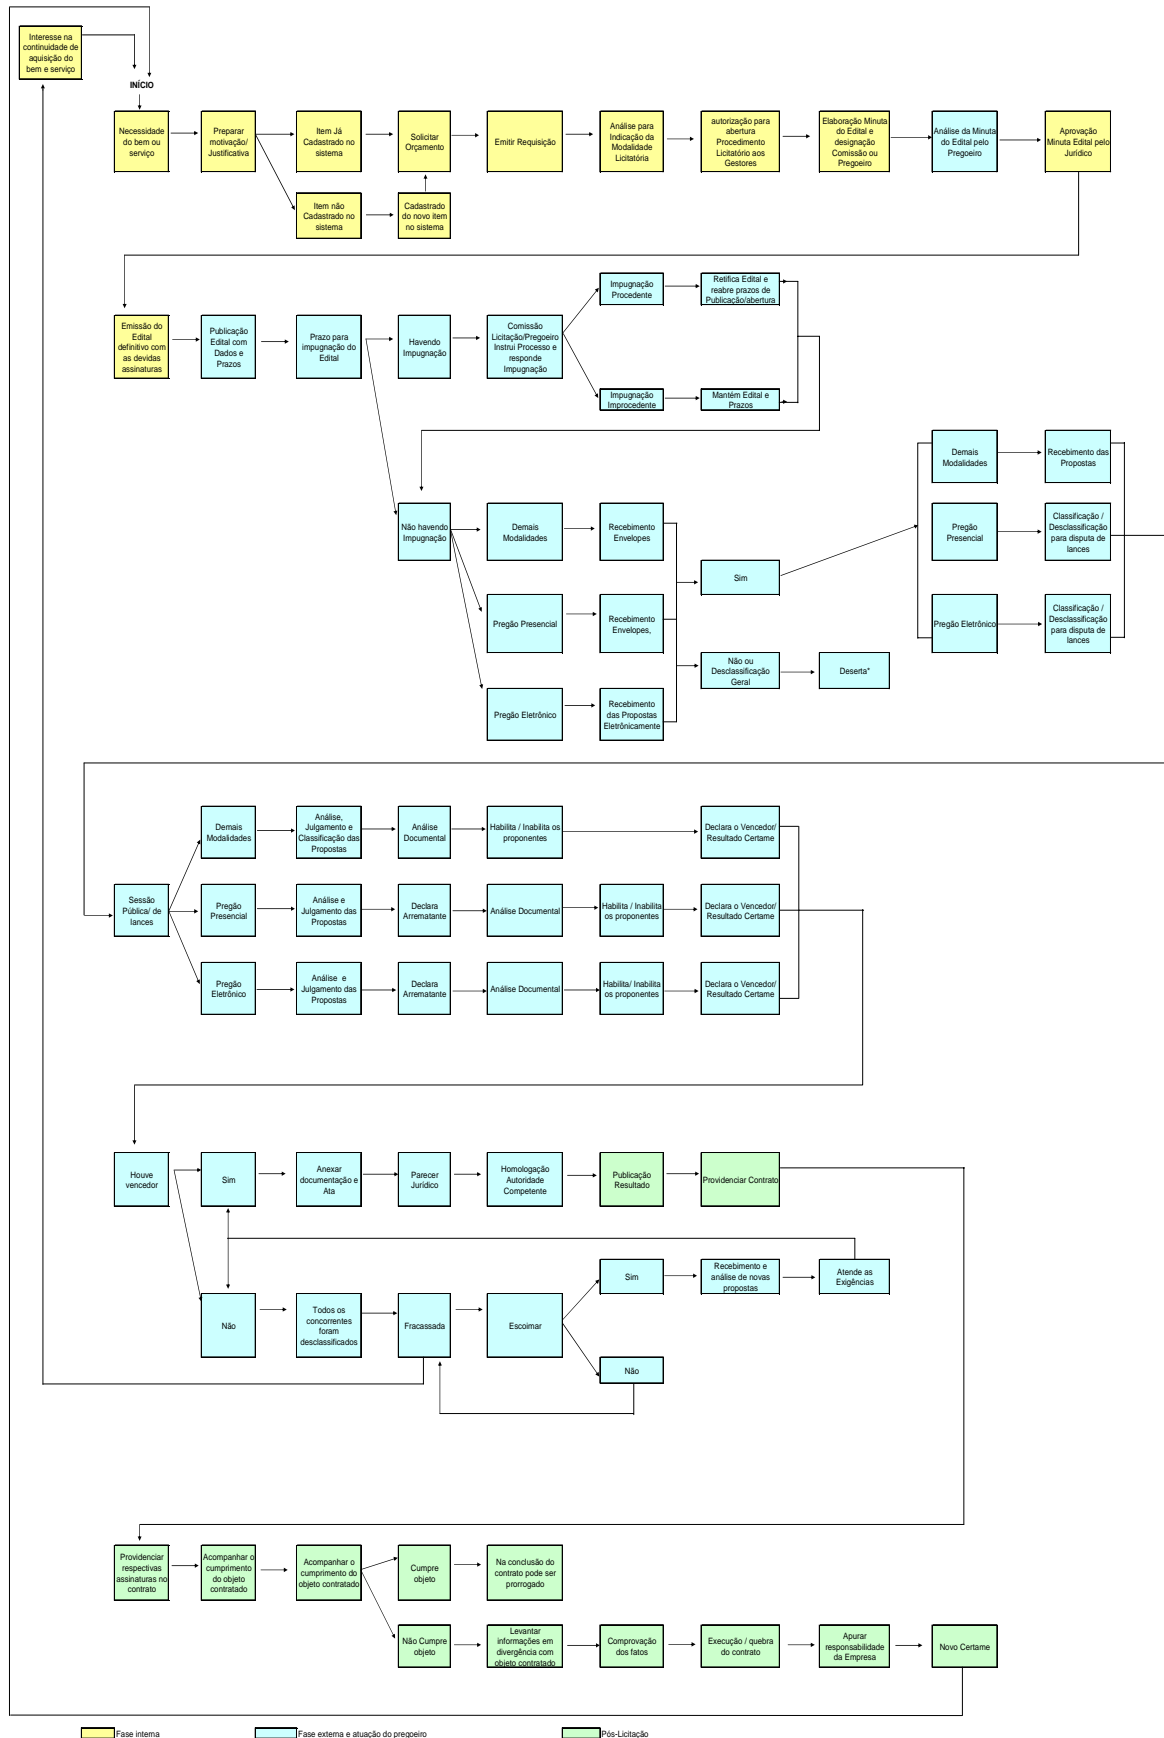 Interesse na
continuidade de
aquisição do
bem e serviço
INÍCIO
Necessidade
do bem ou
serviço
Preparar
motivação/
Justificativa
Item Já
Cadastrado no
sistema
Solicitar
Orçamento
Emitir Requisição
Análise para
Indicação da
Modalidade
Licitatória
autorização para
abertura
Procedimento
Licitatório aos
Gestores
Elaboração Minuta
do Edital e
designação
Comissão ou
Pregoeiro
Análise da Minuta
do Edital pelo
Pregoeiro
Aprovação
Minuta Edital pelo
Jurídico
Item não
Cadastrado no
sistema
Cadastrado
do novo item
no sistema
Impugnação
Procedente
Retifica Edital e
reabre prazos de
Publicação/abertura
Emissão do
Edital
definitivo com
as devidas
assinaturas
Publicação
Edital com
Dados e
Prazos
Prazo para
impugnação do
Edital
Havendo
Impugnação
Comissão
Licitação/Pregoeiro
Instrui Processo e
responde
Impugnação
Impugnação
Improcedente
Mantém Edital e
Prazos
Demais
Modalidades
Recebimento das
Propostas
Não havendo
Impugnação
Demais
Modalidades
Recebimento
Envelopes
Pregão
Presencial
Classificação /
Desclassificação
para disputa de
lances
Sim
Pregão Presencial
Recebimento
Envelopes,
Pregão Eletrônico
Classificação /
Desclassificação
para disputa de
lances
Não ou
Desclassificação
Geral
Deserta*
Pregão Eletrônico
Recebimento
das Propostas
Eletrônicamente
Demais
Modalidades
Análise,
Julgamento e
Classificação das
Propostas
Análise
Documental
Habilita / Inabilita os
proponentes
Declara o Vencedor/
Resultado Certame
Sessão
Pública/ de
lances
Pregão
Presencial
Análise e
Julgamento das
Propostas
Declara
Arrematante
Análise Documental
Habilita / Inabilita
os proponentes
Declara o Vencedor/
Resultado Certame
Pregão
Eletrônico
Análise e
Julgamento das
Propostas
Declara
Arrematante
Análise Documental
Habilita/ Inabilita
os proponentes
Declara o Vencedor/
Resultado Certame
Houve
vencedor
Sim
Anexar
documentação e
Ata
Parecer
Jurídico
Homologação
Autoridade
Competente
Publicação
Resultado
Providenciar Contrato
Sim
Recebimento e
análise de novas
propostas
Atende as
Exigências
Não
Todos os
concorrentes
foram
desclassificados
Fracassada
Escoimar
Não
Providenciar
respectivas
assinaturas no
contrato
Acompanhar o
cumprimento
do objeto
contratado
Acompanhar o
cumprimento do
objeto contratado
Cumpre
objeto
Na conclusão do
contrato pode ser
prorrogado
Não Cumpre
objeto
Levantar
informações em
divergência com
objeto contratado
Comprovação
dos fatos
Execução / quebra
do contrato
Apurar
responsabilidade
da Empresa
Novo Certame
Fase interna
Fase externa e atuação do pregoeiro
Pós-Licitação